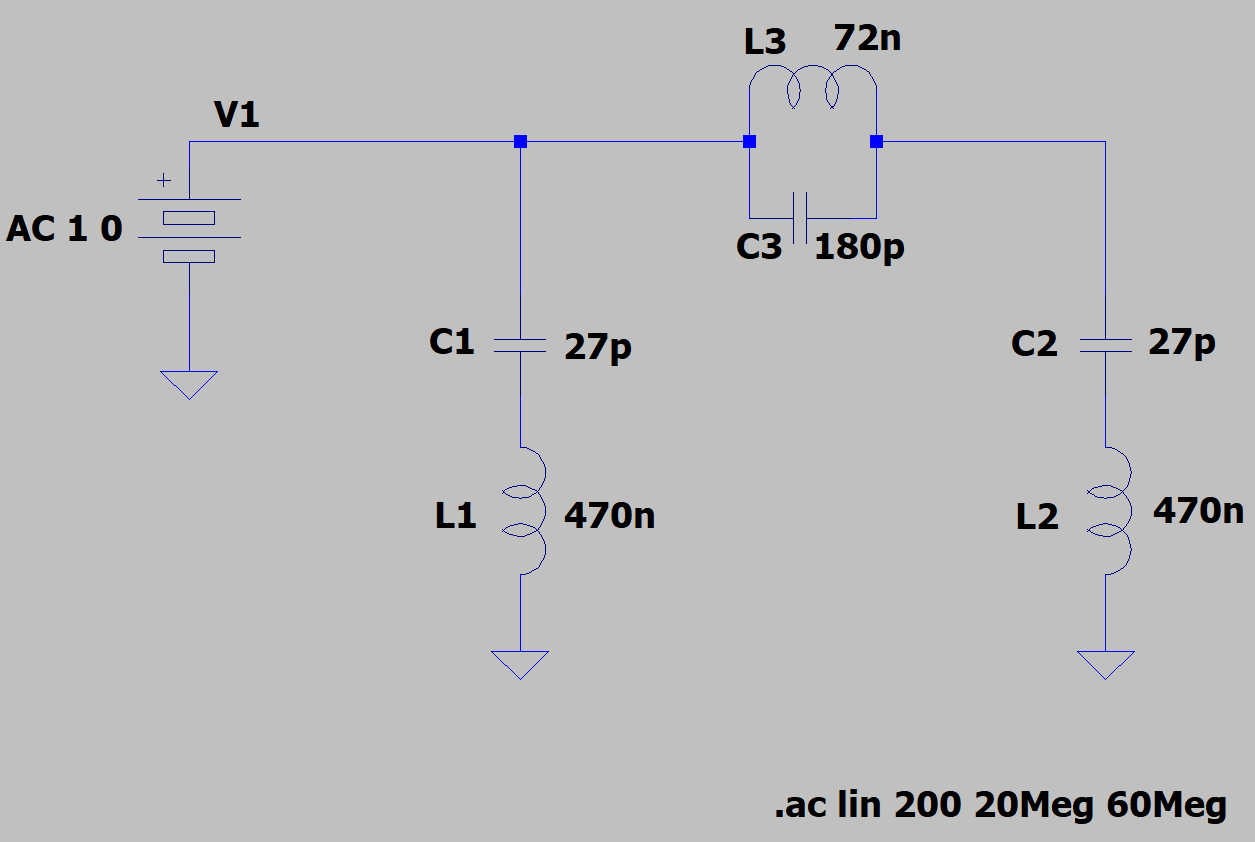 L3 72n
V1
+
AC 1 0
C3 180p
C1 27p
C2 27p
L1 470n
L2 470n
.ac lin 200 20Meg 60Meg